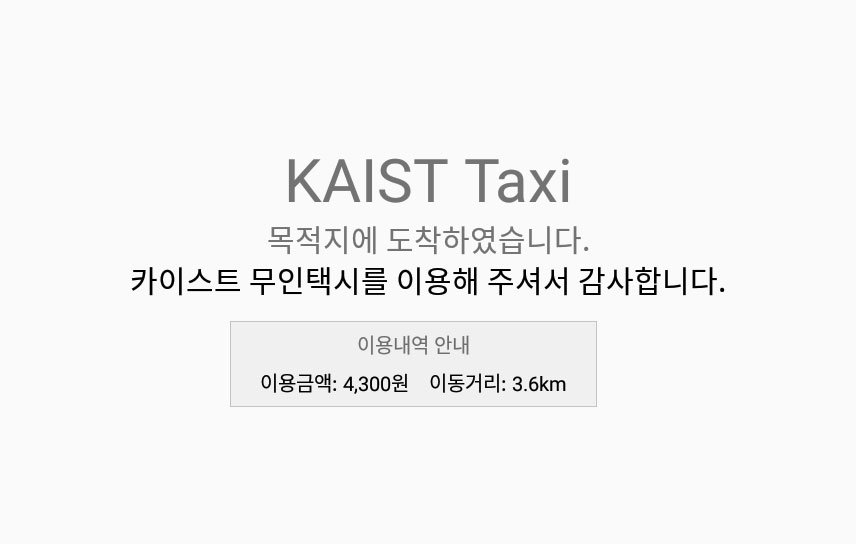 KAIST Taxi
목적지에 도착하였습니다.
카이스트 무인택시를 이용해 주셔서 감사합니다.
이용내역 안내
이용금액: 4,300원 이동거리: 3.6km